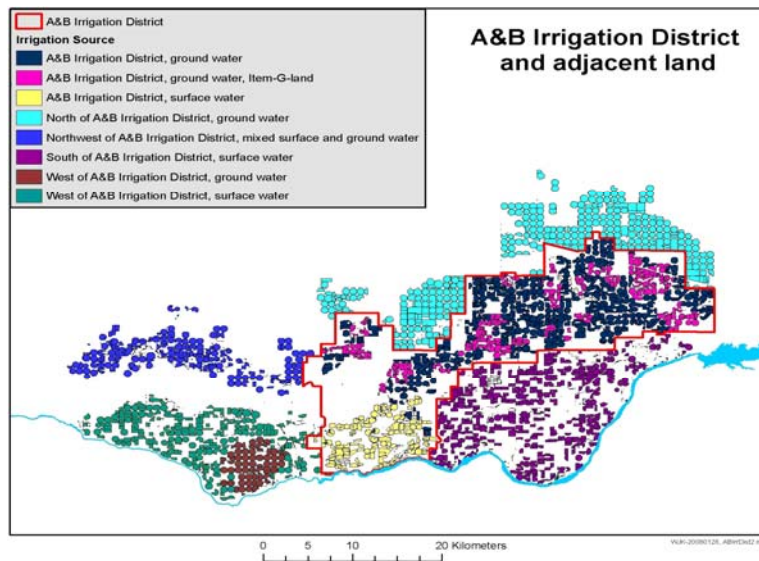 A&B Irrigation District
Irrigation Source
A&B Irrigation District, ground water
A&B Irrigation District, ground water, Item-G-land
A&B Irrigation District, surface water
North of A&B Irrigation District, ground water
Northwest of A&B Irrigation District, mixed surface and ground water
South of A&B Irrigation District, surface water
West of A&B Irrigation District, ground water
West of A&B Irrigation District, surface water
A&B Irrigation District
and adjacent land
0 5 10 20 Kilometers